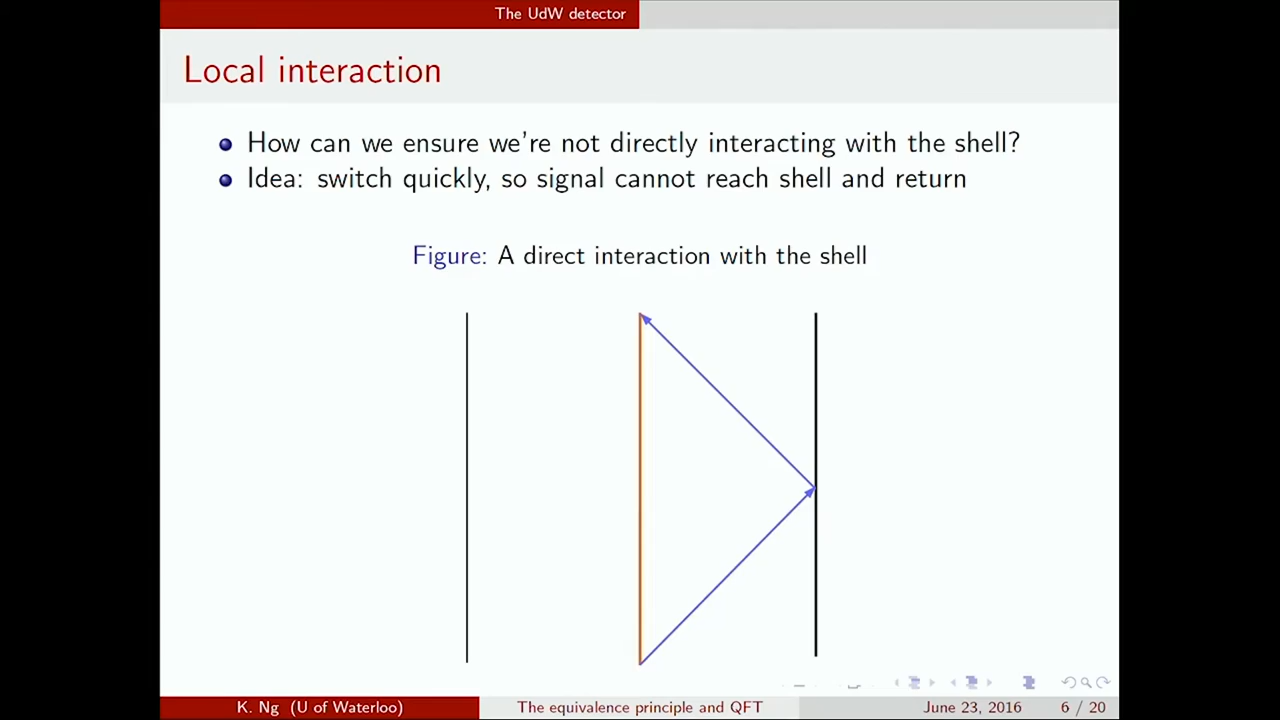 The UdW detector
Local interaction
How can we ensure we're not directly interacting with the shell?
Idea: switch quickly, so signal cannot reach shell and return
Figure: A direct interaction with the shell
K. Ng (U of Waterloo)
The equivalence principle and QFT
June 23, 2016
6 / 20